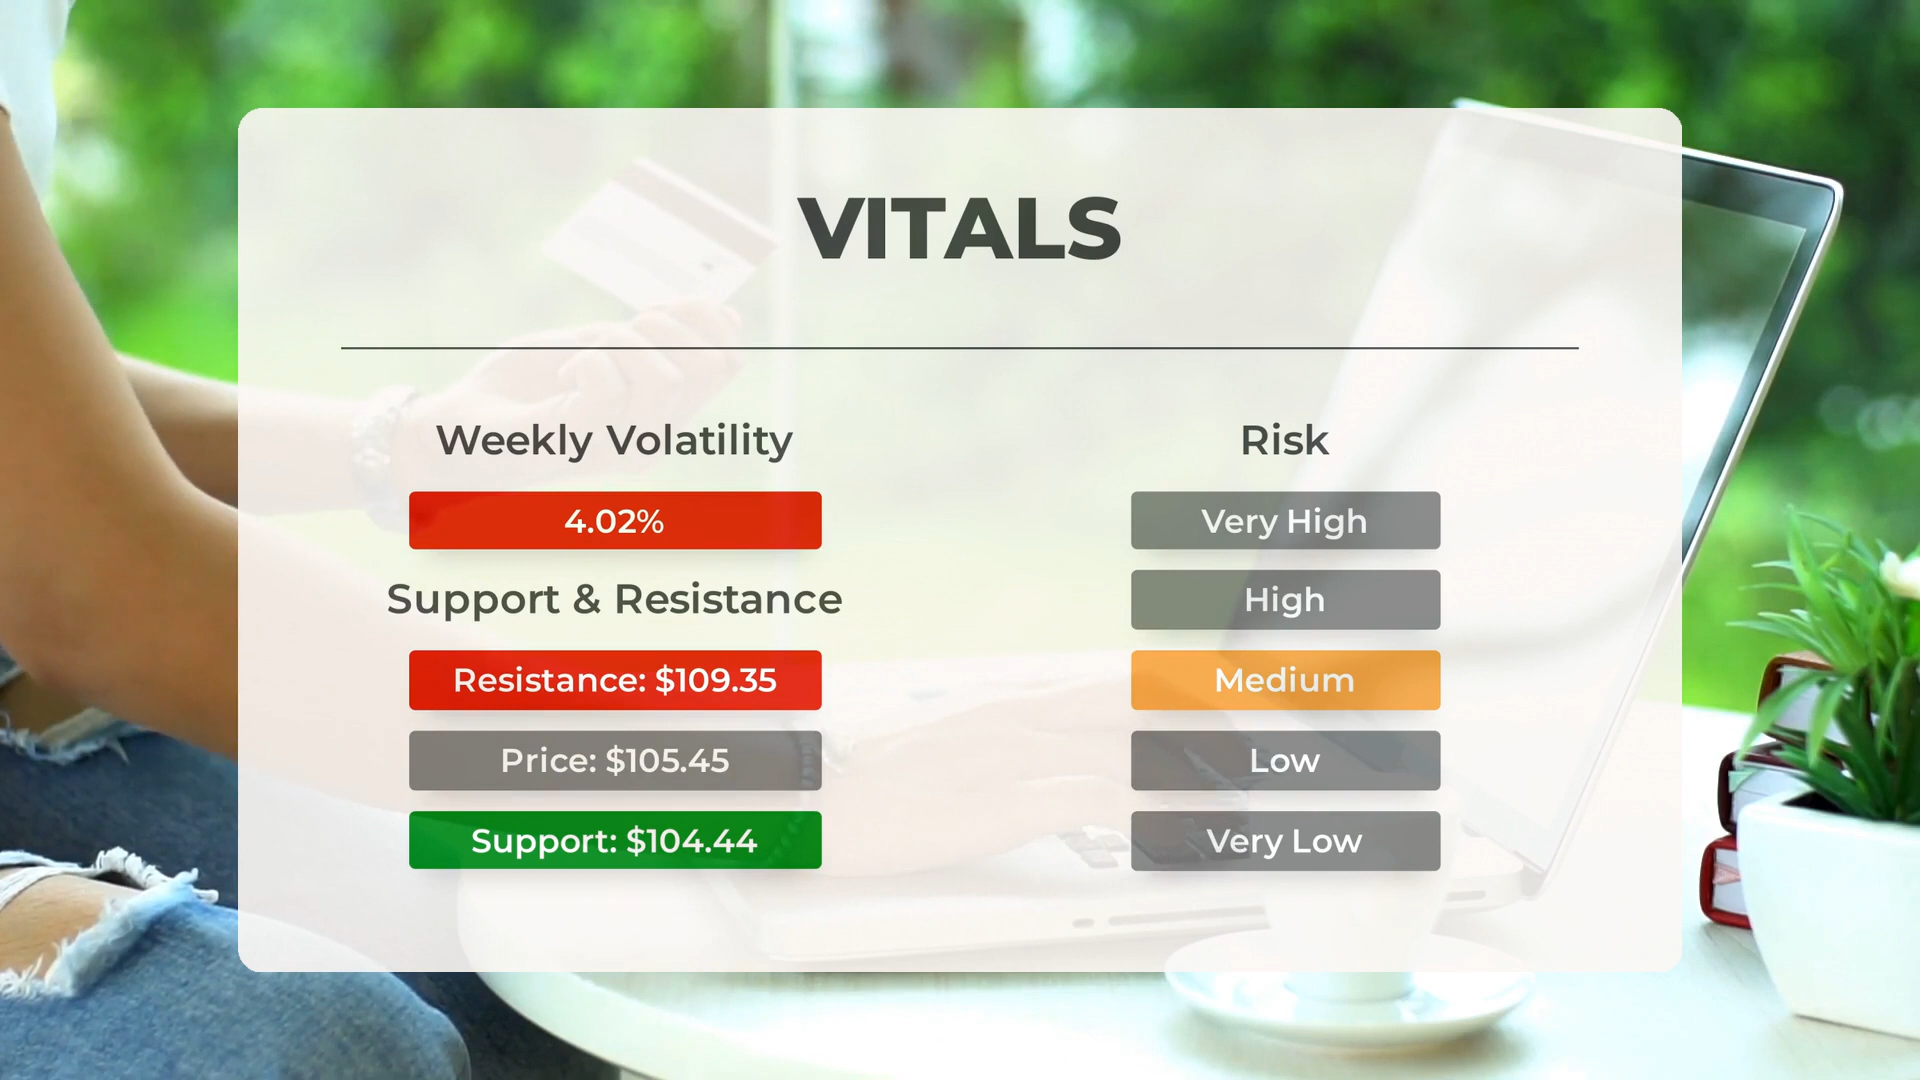 VITALS
Weekly Volatility
4.02%
Support & Resistance
Resistance: $109.35
Price: $105.45
Support: $104.44
Risk
Very High
High
Medium
Low
Very Low